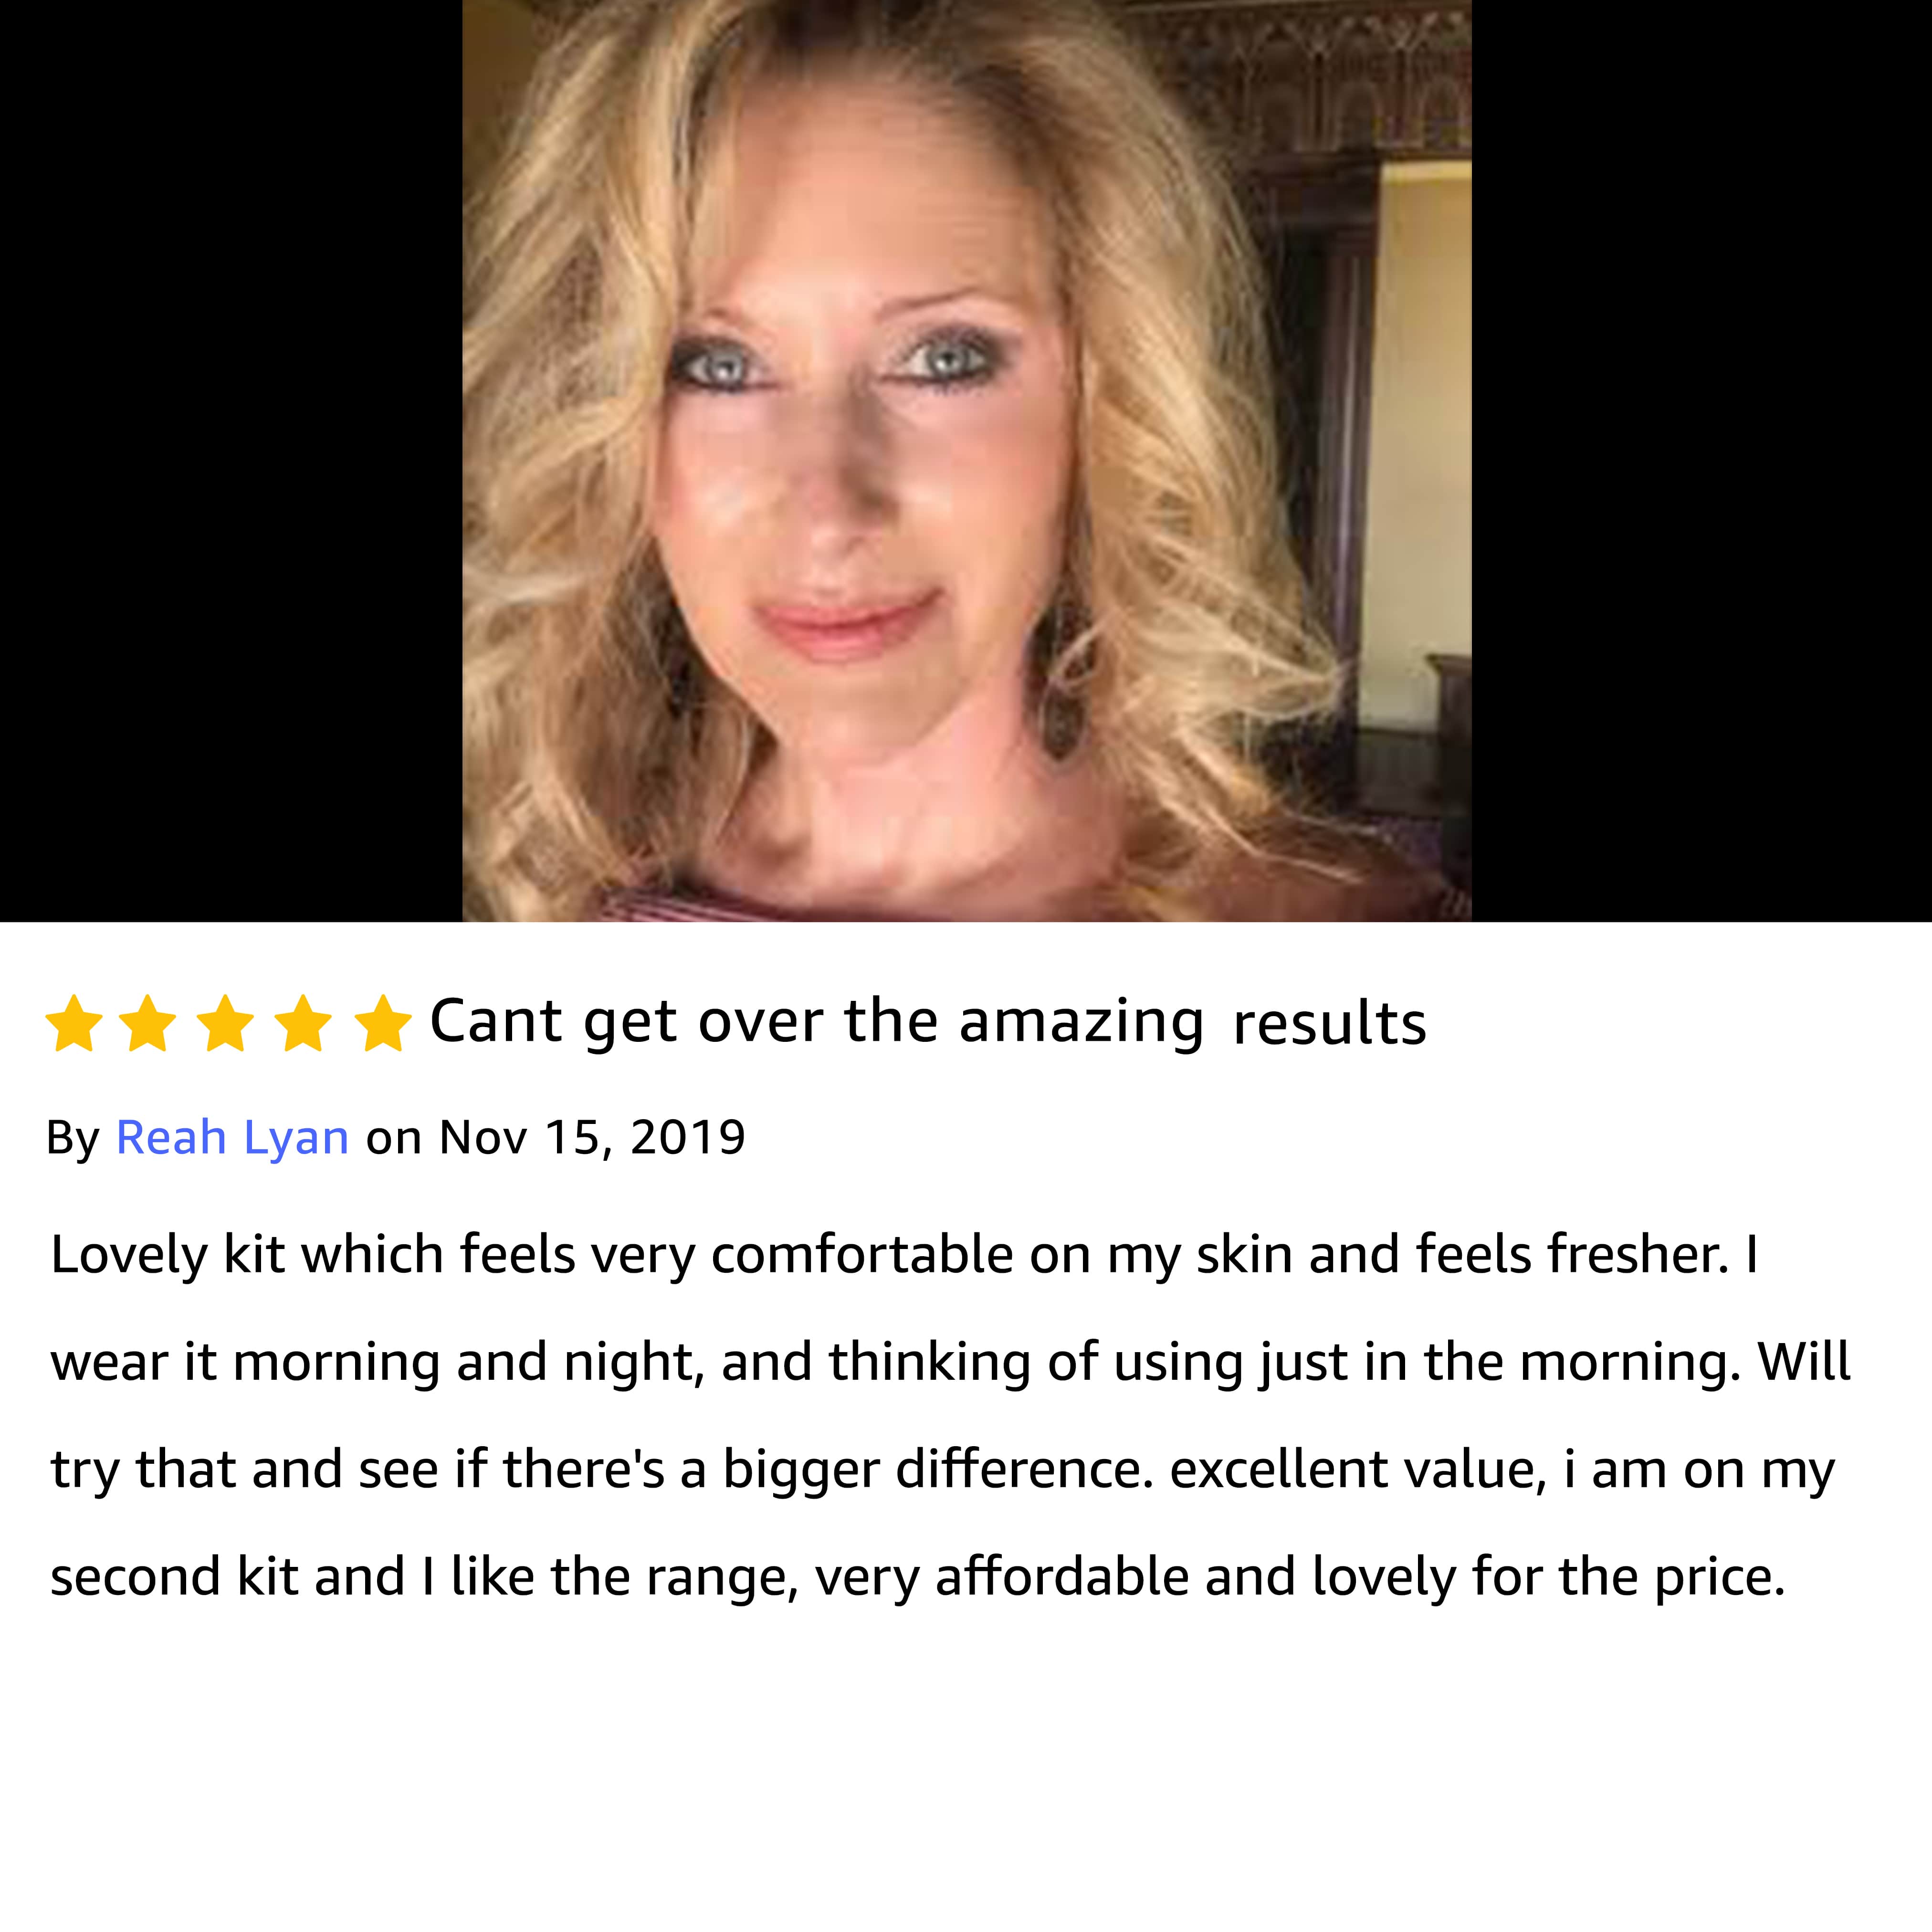 Cant get over the amazing results
By Reah Lyan on Nov 15, 2019
Lovely kit which feels very comfortable on my skin and feels fresher. I
wear it morning and night, and thinking of using just in the morning. Will
try that and see if there's a bigger difference. excellent value, i am on my
second kit and I like the range, very affordable and lovely for the price.